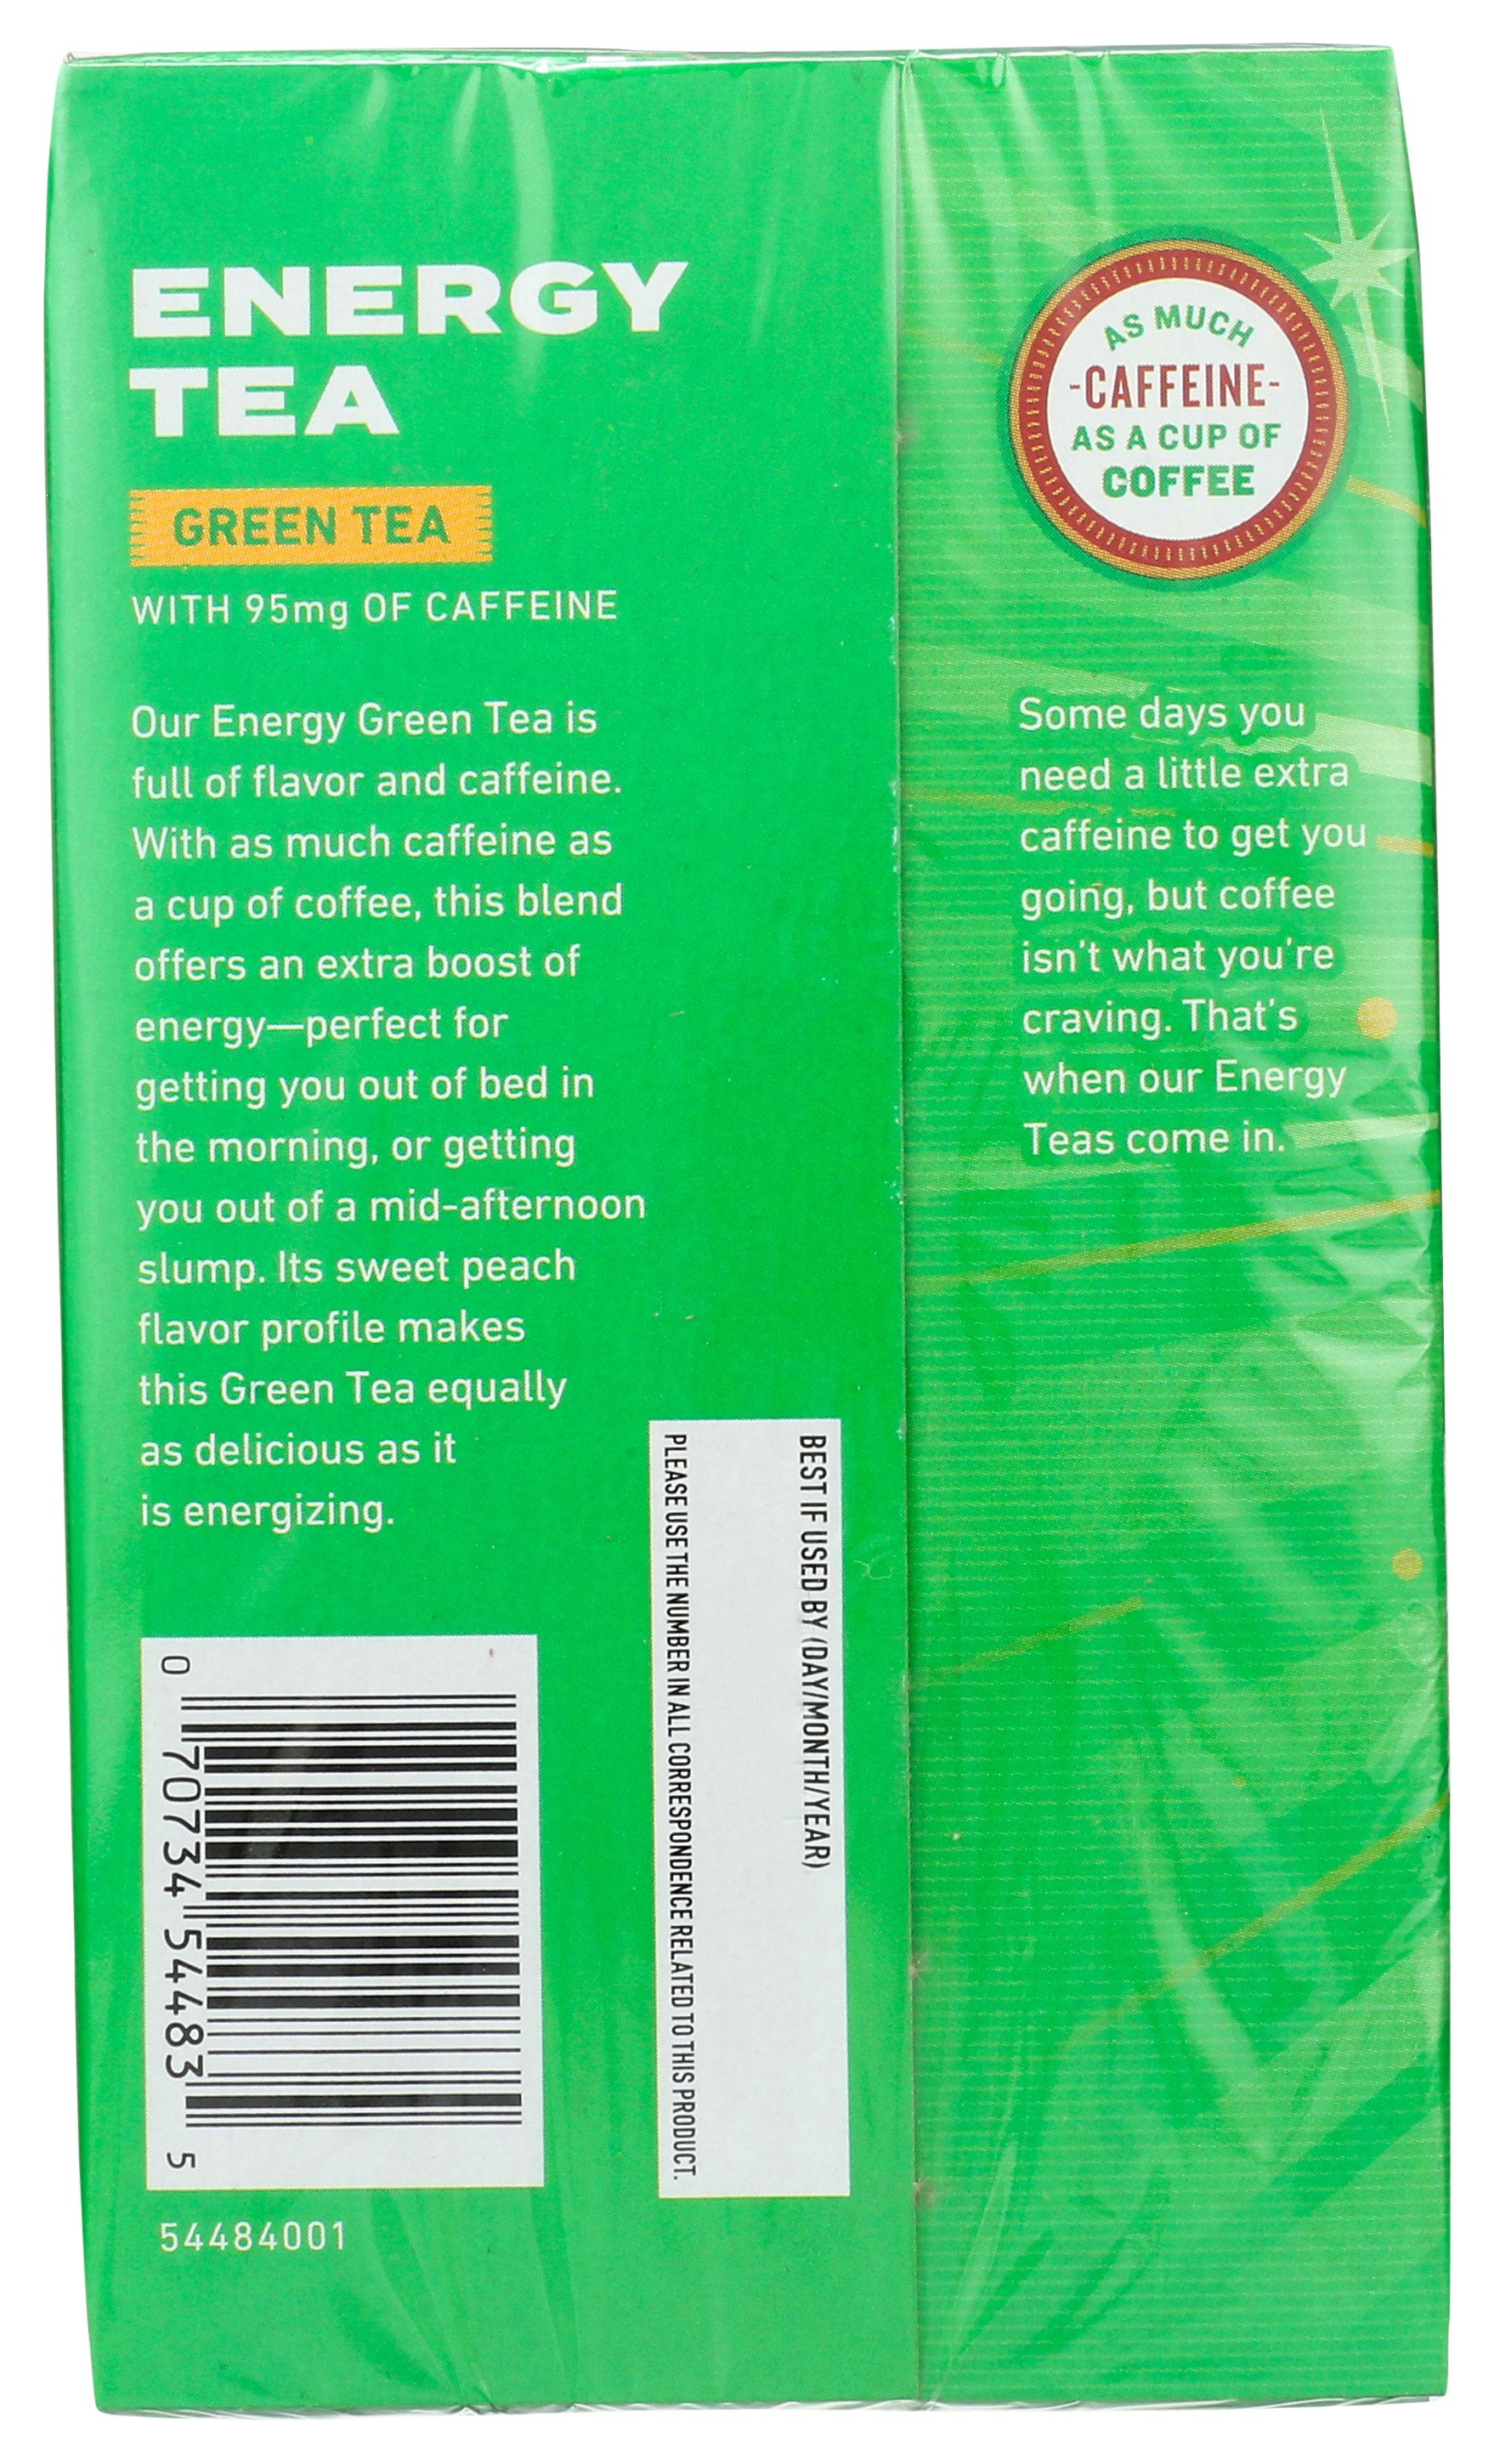 ENERGY
TEA
GREEN TEA
WITH 95mg OF CAFFEINE
Our Energy Green Tea is
full of flavor and caffeine.
With as much caffeine as
a cup of coffee, this blend
offers an extra boost of
energy—perfect for
getting you out of bed in
the morning, or getting
you out of a mid-afternoon
slump. Its sweet peach
flavor profile makes
this Green Tea equally
as delicious as it
is energizing.
BEST IF USED BY (DAY/MONTH/YEAR)
PLEASE USE THE NUMBER IN ALL CORRESPONDENCE RELATED TO THIS PRODUCT.
0 70734 54483 5
54484001
AS MUCH
-CAFFEINE-
AS A CUP OF
COFFEE
Some days you
need a little extra
caffeine to get you
going, but coffee
isn't what you're
craving. That's
when our Energy
Teas come in.